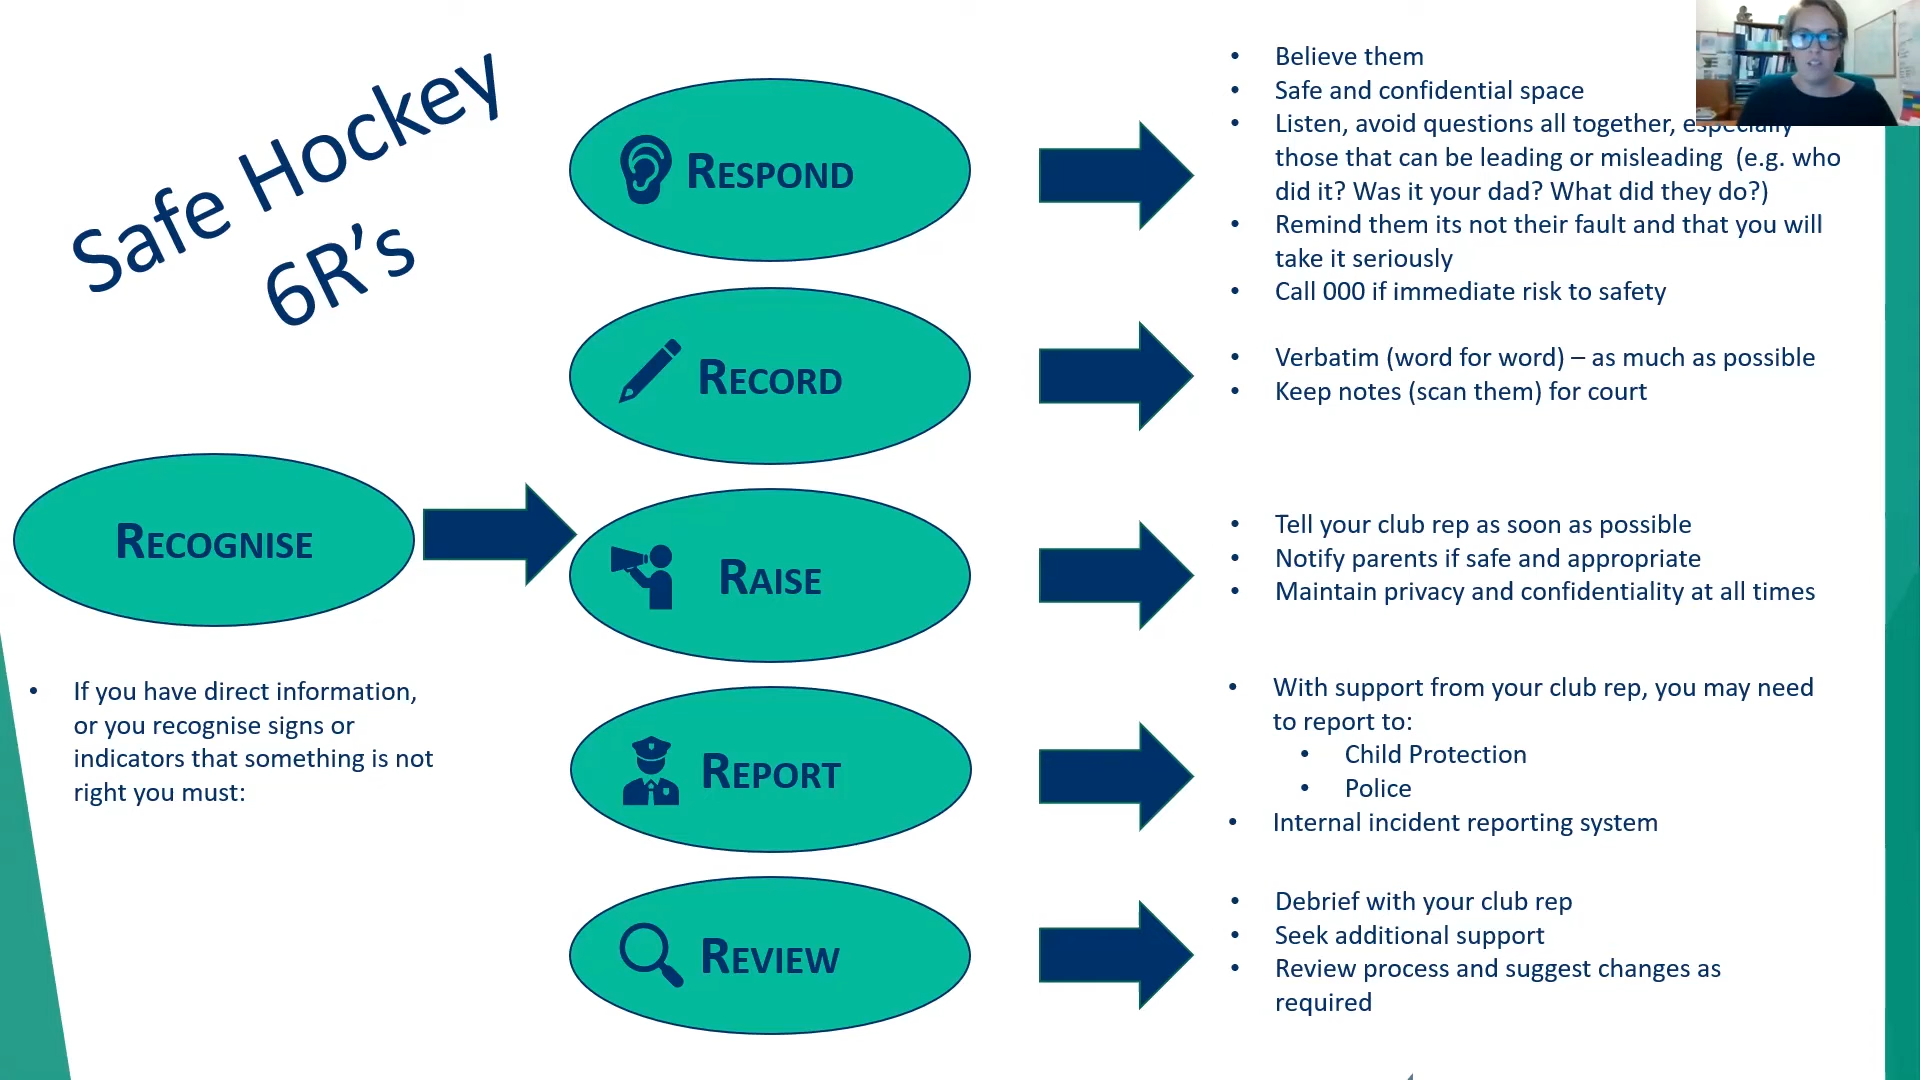 Safe Hockey
6R's
RECOGNISE
• If you have direct information,
or you recognise signs or
indicators that something is not
right you must:
RESPOND
• Believe them
• Safe and confidential space
• Listen, avoid questions all together, especially
those that can be leading or misleading (e.g. who
did it? Was it your dad? What did they do?)
• Remind them its not their fault and that you will
take it seriously
• Call 000 if immediate risk to safety
RECORD
• Verbatim (word for word) – as much as possible
• Keep notes (scan them) for court
RAISE
• Tell your club rep as soon as possible
• Notify parents if safe and appropriate
• Maintain privacy and confidentiality at all times
REPORT
• With support from your club rep, you may need
to report to:
• Child Protection
• Police
• Internal incident reporting system
REVIEW
• Debrief with your club rep
• Seek additional support
• Review process and suggest changes as
required